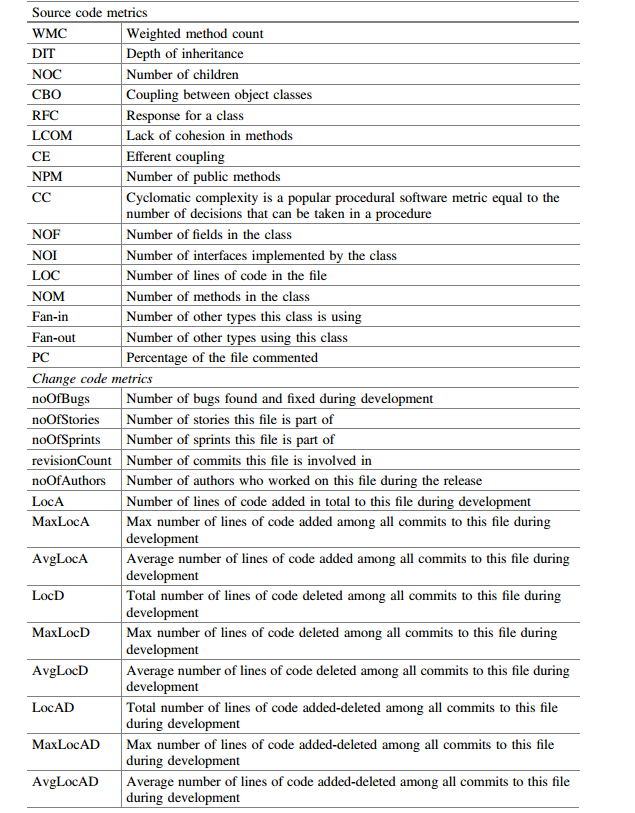 Source code metrics
WMC Weighted method count
DIT Depth of inheritance
NOC Number of children
CBO Coupling between object classes
RFC Response for a class
LCOM Lack of cohesion in methods
CE Efferent coupling
NPM Number of public methods
CC Cyclomatic complexity is a popular procedural software metric equal to the
number of decisions that can be taken in a procedure
NOF Number of fields in the class
NOI Number of interfaces implemented by the class
LOC Number of lines of code in the file
NOM Number of methods in the class
Fan-in Number of other types this class is using
Fan-out Number of other types using this class
PC Percentage of the file commented
Change code metrics
noOfBugs Number of bugs found and fixed during development
noOfStories Number of stories this file is part of
noOfSprints Number of sprints this file is part of
revisionCount Number of commits this file is involved in
noOfAuthors Number of authors who worked on this file during the release
LocA Number of lines of code added in total to this file during development
MaxLocA Max number of lines of code added among all commits to this file during
development
AvgLocA Average number of lines of code added among all commits to this file during
development
LocD Total number of lines of code deleted among all commits to this file during
development
MaxLocD Max number of lines of code deleted among all commits to this file during
development
AvgLocD Average number of lines of code deleted among all commits to this file during
development
LocAD Total number of lines of code added-deleted among all commits to this file
during development
MaxLocAD Max number of lines of code added-deleted among all commits to this file
during development
AvgLocAD Average number of lines of code added-deleted among all commits to this file
during development